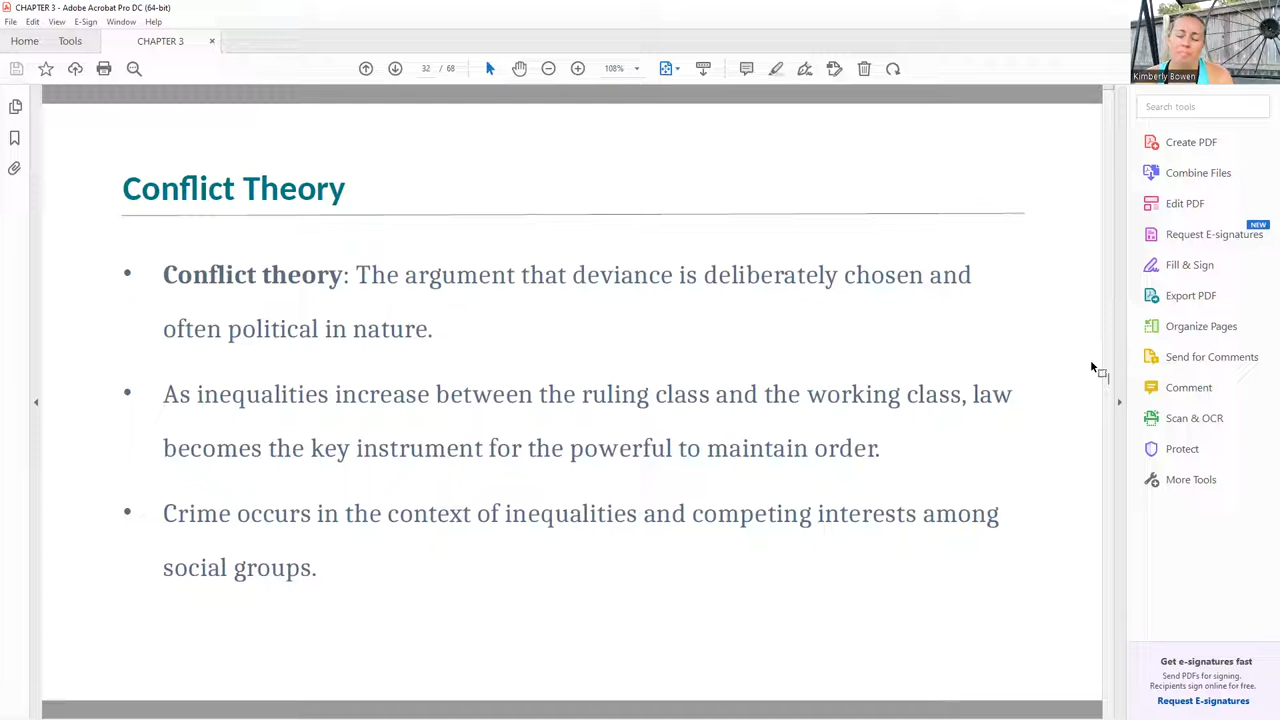 CHAPTER 3 - Adobe Acrobat Pro DC (64-bit)
File Edit View E-Sign Window Help
Home Tools CHAPTER 3 ×
32 / 68 108%
Kimberly Bowen
Search tools
Create PDF
Combine Files
Edit PDF
NEW
Request E-signatures
Fill & Sign
Export PDF
Organize Pages
Send for Comments
Comment
Scan & OCR
Protect
More Tools
Get e-signatures fast
Send PDFs for signing.
Recipients sign online for free.
Request E-signatures
Conflict Theory
• Conflict theory: The argument that deviance is deliberately chosen and
often political in nature.
• As inequalities increase between the ruling class and the working class, law
becomes the key instrument for the powerful to maintain order.
• Crime occurs in the context of inequalities and competing interests among
social groups.